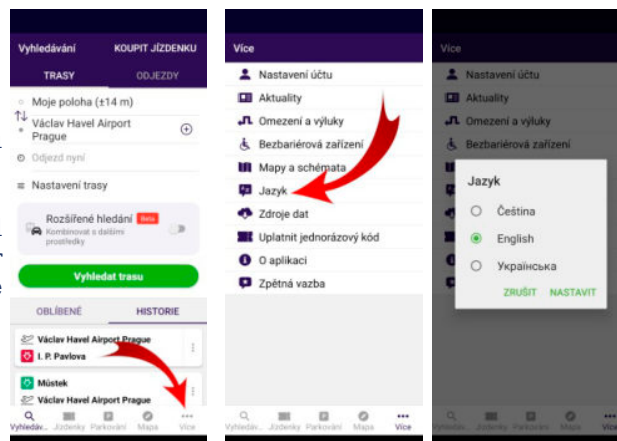 Vyhledávání KOUPIT JÍZDENKU
TRASY ODJEZDY
Moje poloha (±14 m)
Václav Havel Airport
Prague
Odjezd nyní
Nastavení trasy
Rozšířené hledání Beta
Kombinovat s dalšími
prostředky
Vyhledat trasu
OBLÍBENÉ HISTORIE
Václav Havel Airport Prague
I. P. Pavlova
Můstek
Václav Havel Airport Prague
Vyhledáv... Jízdenky Parkování Mapa Více
Více
Nastavení účtu
Aktuality
Omezení a výluky
Bezbariérová zařízení
Mapy a schémata
Jazyk
Zdroje dat
Uplatnit jednorázový kód
O aplikaci
Zpětná vazba
Vyhledáv... Jízdenky Parkování Mapa Více
Více
Nastavení účtu
Aktuality
Omezení a výluky
Bezbariérová zařízení
Jazyk
Čeština
English
Українська
ZRUŠIT NASTAVIT
Vyhledáv... Jízdenky Parkování Mapa Více